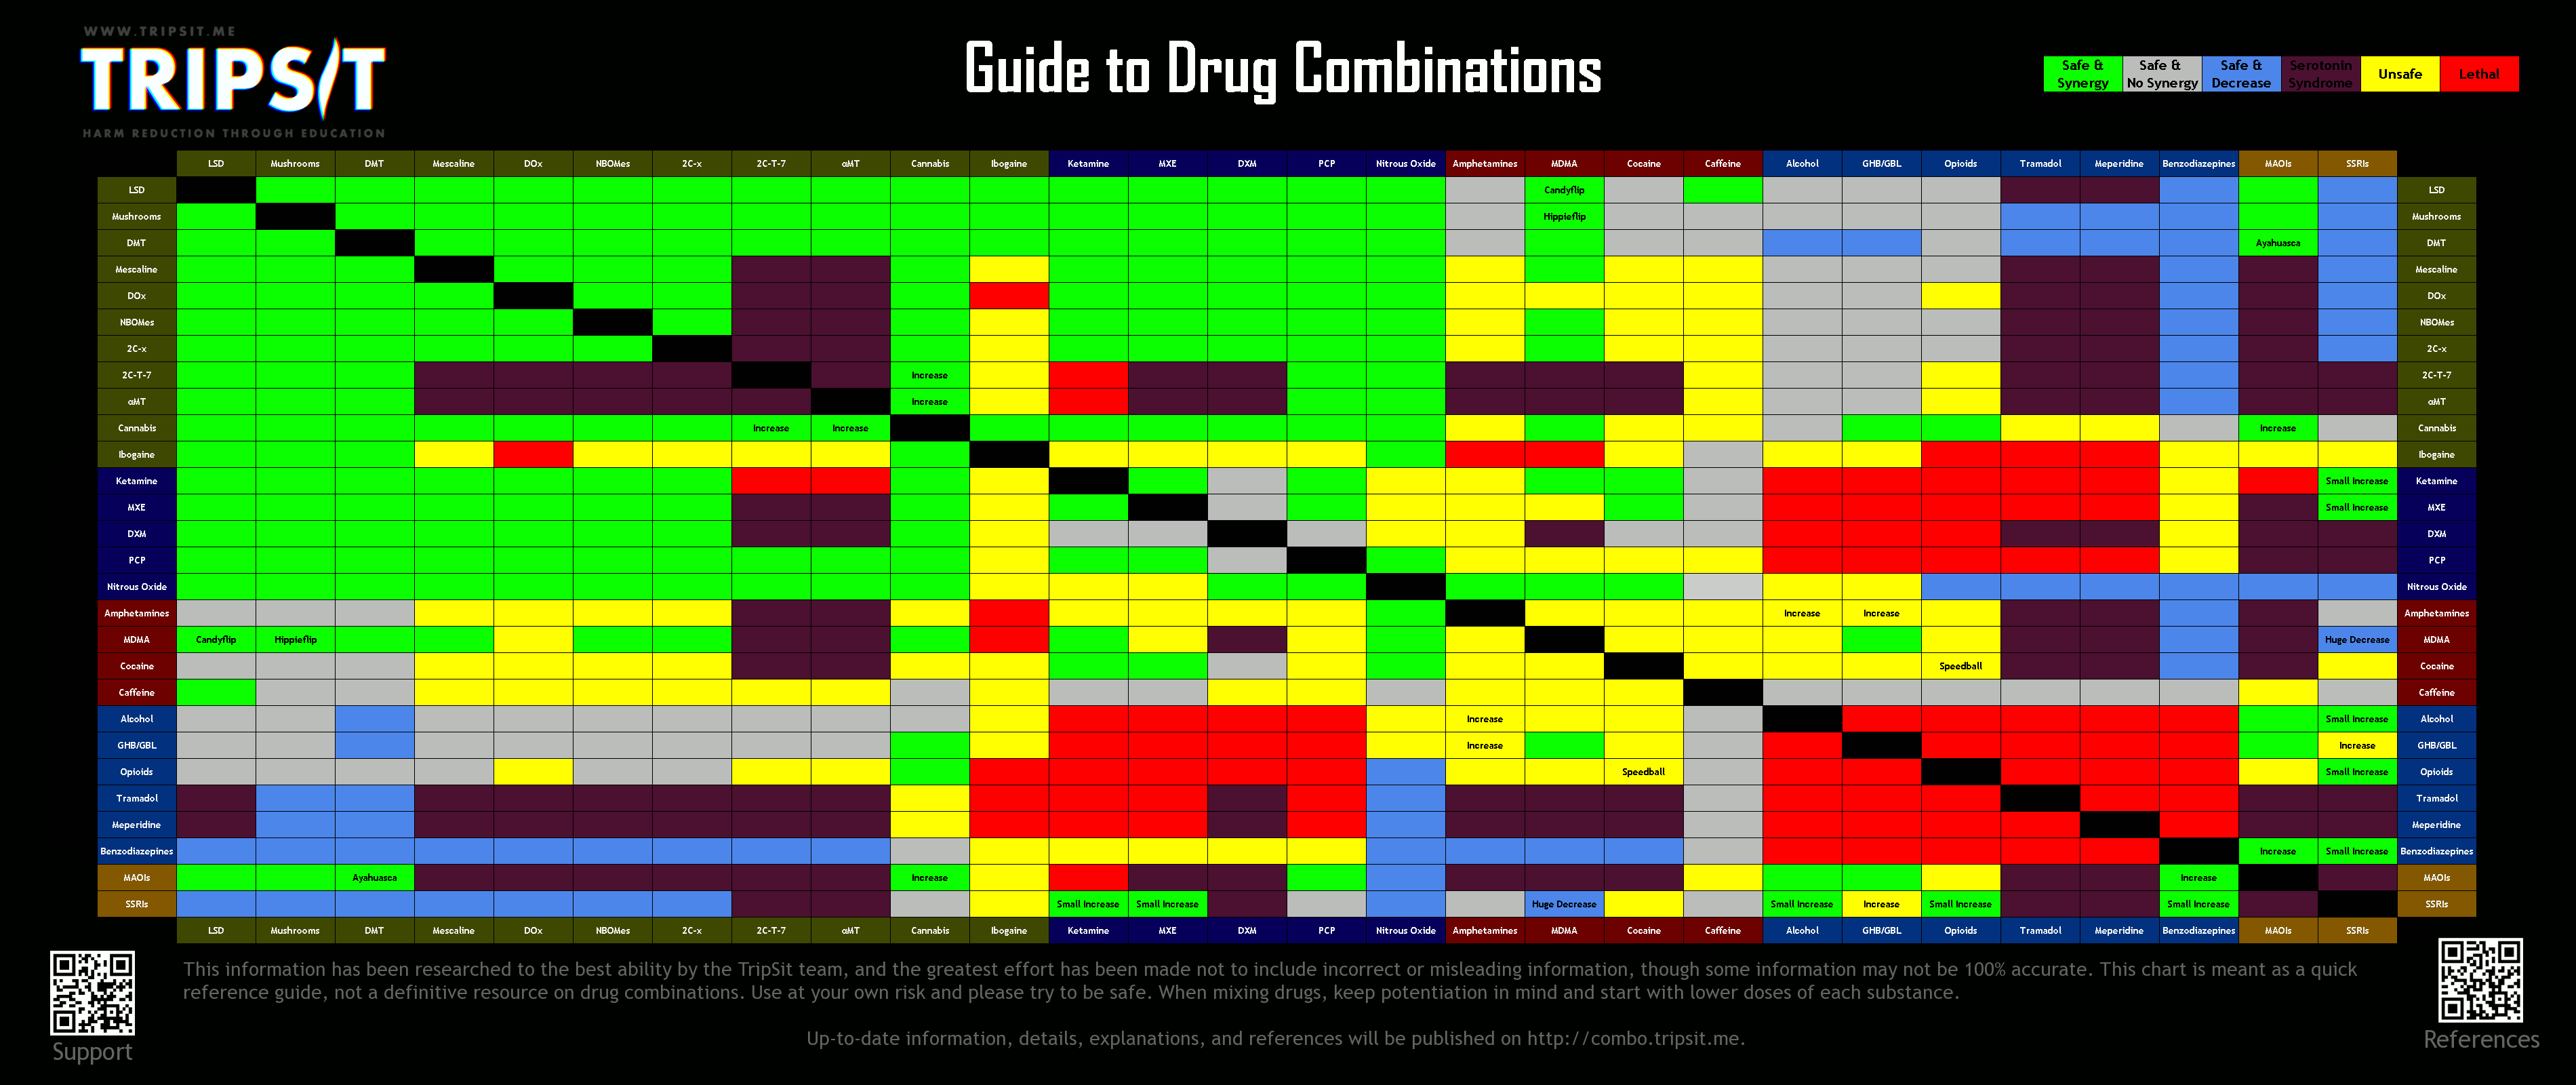 WWW.TRIPSIT.ME
TRIPSIT
HARM REDUCTION THROUGH EDUCATION
Guide to Drug Combinations
Safe & Synergy
Safe & No Synergy
Safe & Decrease
Serotonin Syndrome
Unsafe
Lethal
LSD Mushrooms DMT Mescaline DOx NBOMes 2C-x 2C-T-7 αMT Cannabis Ibogaine Ketamine MXE DXM PCP Nitrous Oxide Amphetamines MDMA Cocaine Caffeine Alcohol GHB/GBL Opioids Tramadol Meperidine Benzodiazepines MAOIs SSRIs
LSD Candyflip LSD
Mushrooms Hippieflip Mushrooms
DMT Ayahuasca DMT
Mescaline Mescaline
DOx DOx
NBOMes NBOMes
2C-x 2C-x
2C-T-7 Increase 2C-T-7
αMT Increase αMT
Cannabis Increase Increase Increase Cannabis
Ibogaine Ibogaine
Ketamine Small Increase Ketamine
MXE Small Increase MXE
DXM DXM
PCP PCP
Nitrous Oxide Nitrous Oxide
Amphetamines Increase Increase Amphetamines
MDMA Candyflip Hippieflip Huge Decrease MDMA
Cocaine Speedball Cocaine
Caffeine Caffeine
Alcohol Increase Small Increase Alcohol
GHB/GBL Increase Increase GHB/GBL
Opioids Speedball Small Increase Opioids
Tramadol Tramadol
Meperidine Meperidine
Benzodiazepines Increase Small Increase Benzodiazepines
MAOIs Ayahuasca Increase Increase MAOIs
SSRIs Small Increase Small Increase Huge Decrease Small Increase Increase Small Increase Small Increase SSRIs
LSD Mushrooms DMT Mescaline DOx NBOMes 2C-x 2C-T-7 αMT Cannabis Ibogaine Ketamine MXE DXM PCP Nitrous Oxide Amphetamines MDMA Cocaine Caffeine Alcohol GHB/GBL Opioids Tramadol Meperidine Benzodiazepines MAOIs SSRIs
This information has been researched to the best ability by the TripSit team, and the greatest effort has been made not to include incorrect or misleading information, though some information may not be 100% accurate. This chart is meant as a quick
reference guide, not a definitive resource on drug combinations. Use at your own risk and please try to be safe. When mixing drugs, keep potentiation in mind and start with lower doses of each substance.
Up-to-date information, details, explanations, and references will be published on http://combo.tripsit.me.
Support
References